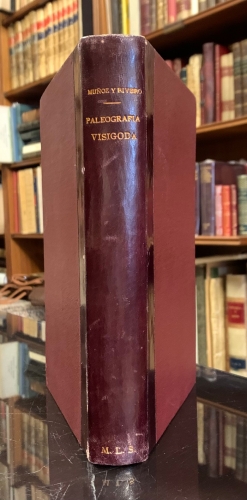 MUÑOZ Y RIVERO
PALEOGRAFIA
VISIGODA
M. L. S.